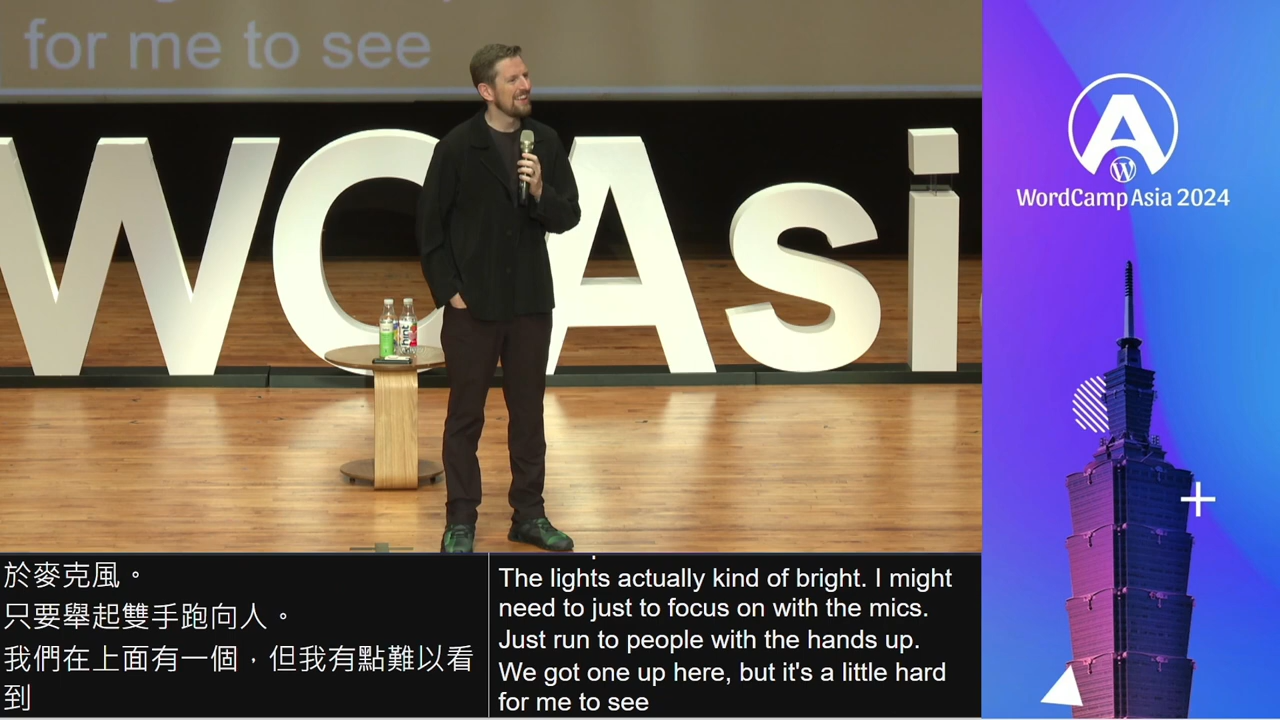 for me to see
WCAsi
WordCamp Asia 2024
於麥克風。
只要舉起雙手跑向人。
我們在上面有一個，但我有點難以看
到
The lights actually kind of bright. I might
need to just to focus on with the mics.
Just run to people with the hands up.
We got one up here, but it's a little hard
for me to see